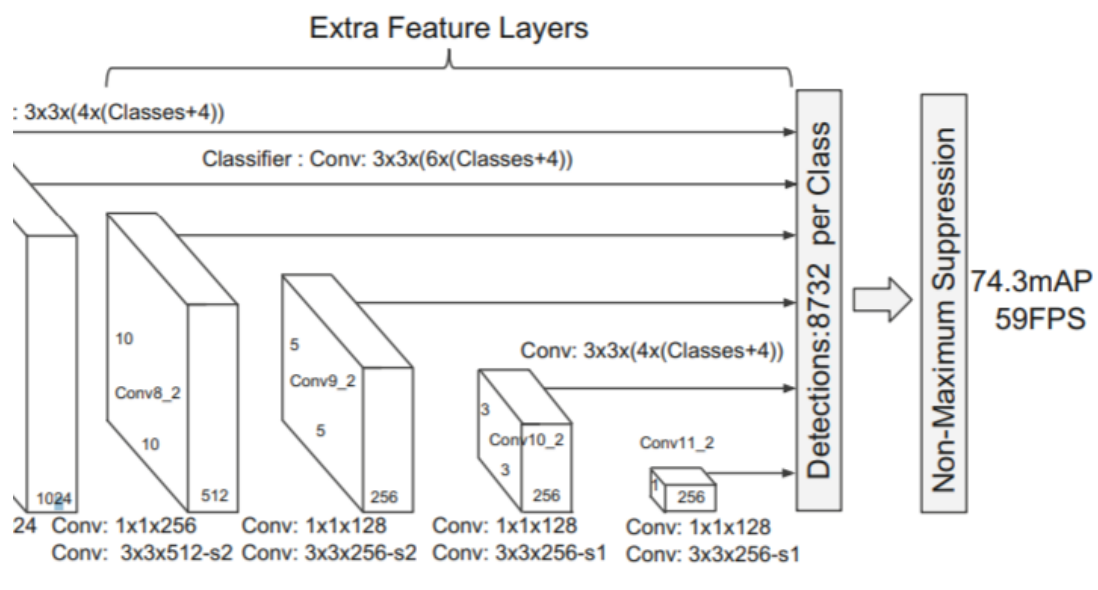 Extra Feature Layers
: 3x3x(4x(Classes+4))
Classifier : Conv: 3x3x(6x(Classes+4))
Detections:8732 per Class
Non-Maximum Suppression
74.3mAP
59FPS
10
Conv8_2
10
5
Conv9_2
5
Conv: 3x3x(4x(Classes+4))
3
Conv10_2
3
Conv11_2
1
1024
512
256
256
256
24
Conv: 1x1x256
Conv: 3x3x512-s2
Conv: 1x1x128
Conv: 3x3x256-s2
Conv: 1x1x128
Conv: 3x3x256-s1
Conv: 1x1x128
Conv: 3x3x256-s1